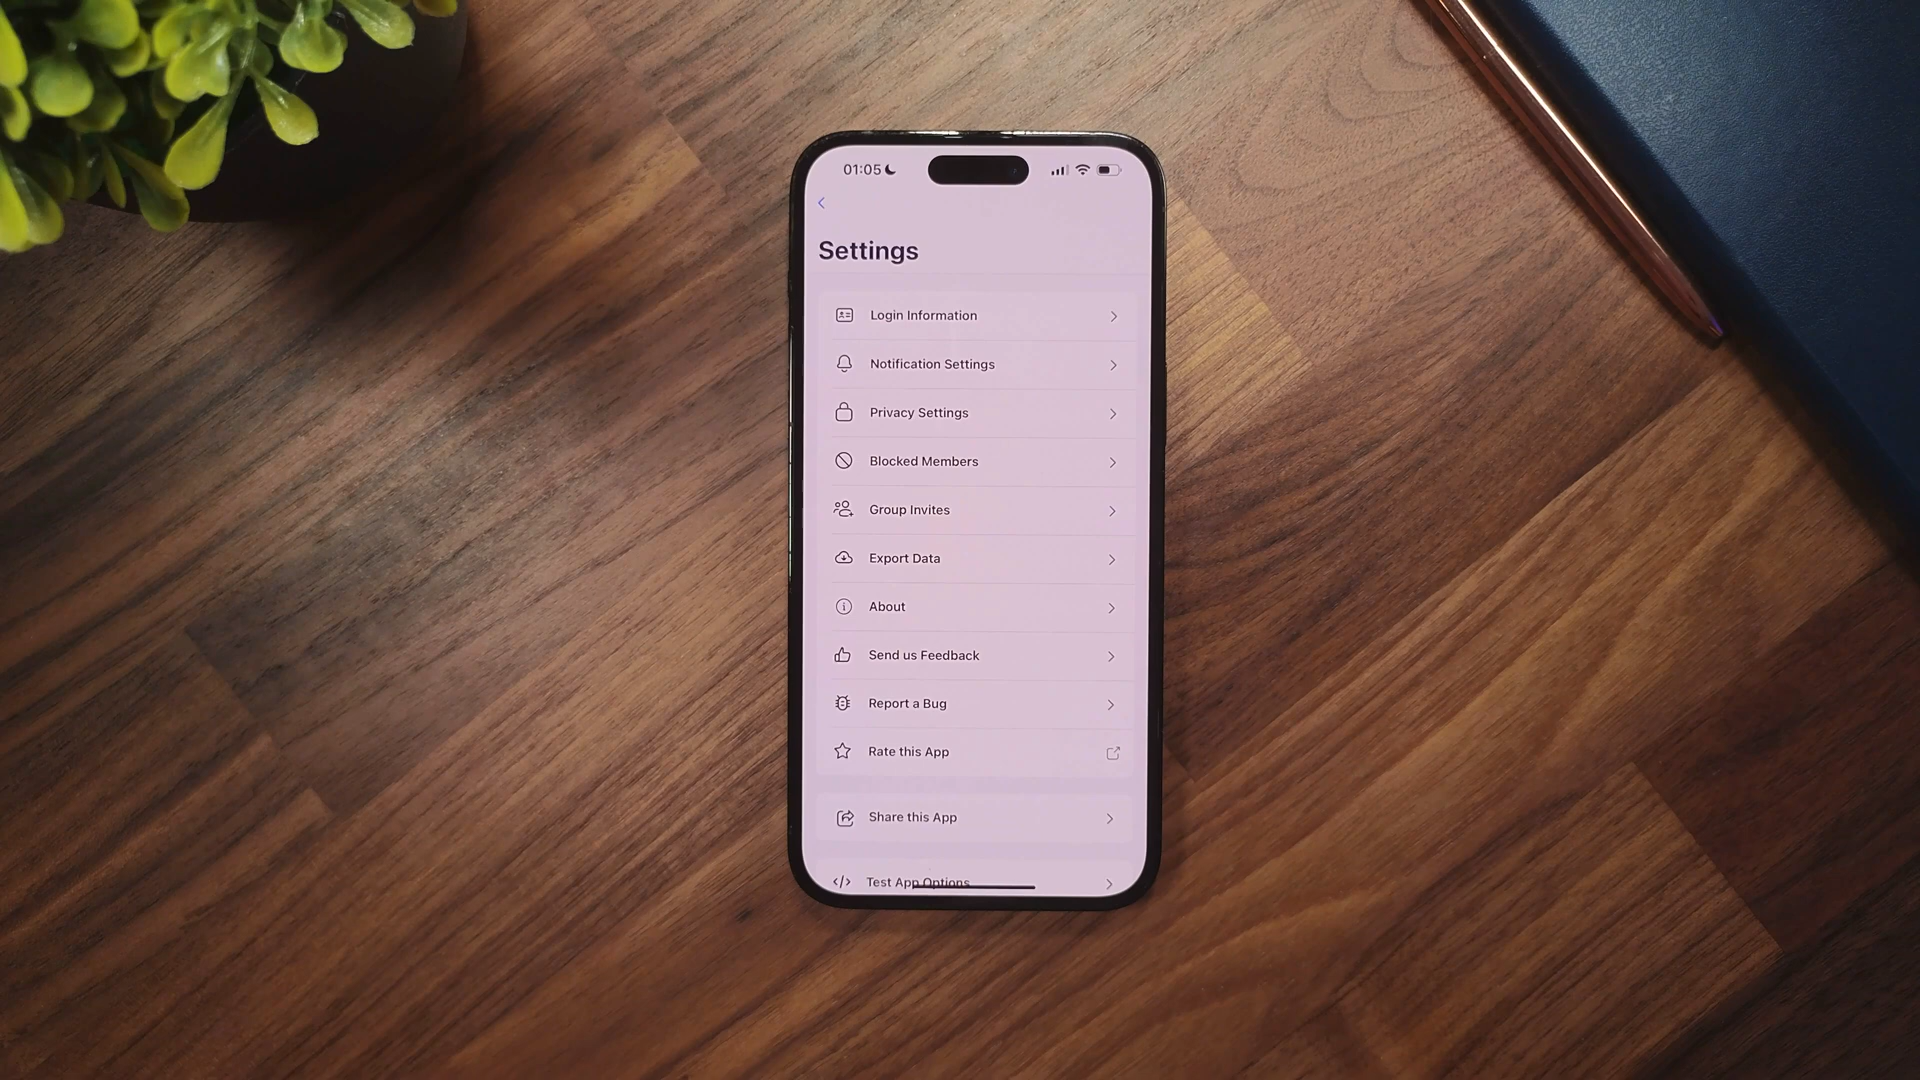 01:05
Settings
Login Information
Notification Settings
Privacy Settings
Blocked Members
Group Invites
Export Data
About
Send us Feedback
Report a Bug
Rate this App
Share this App
Test App Options